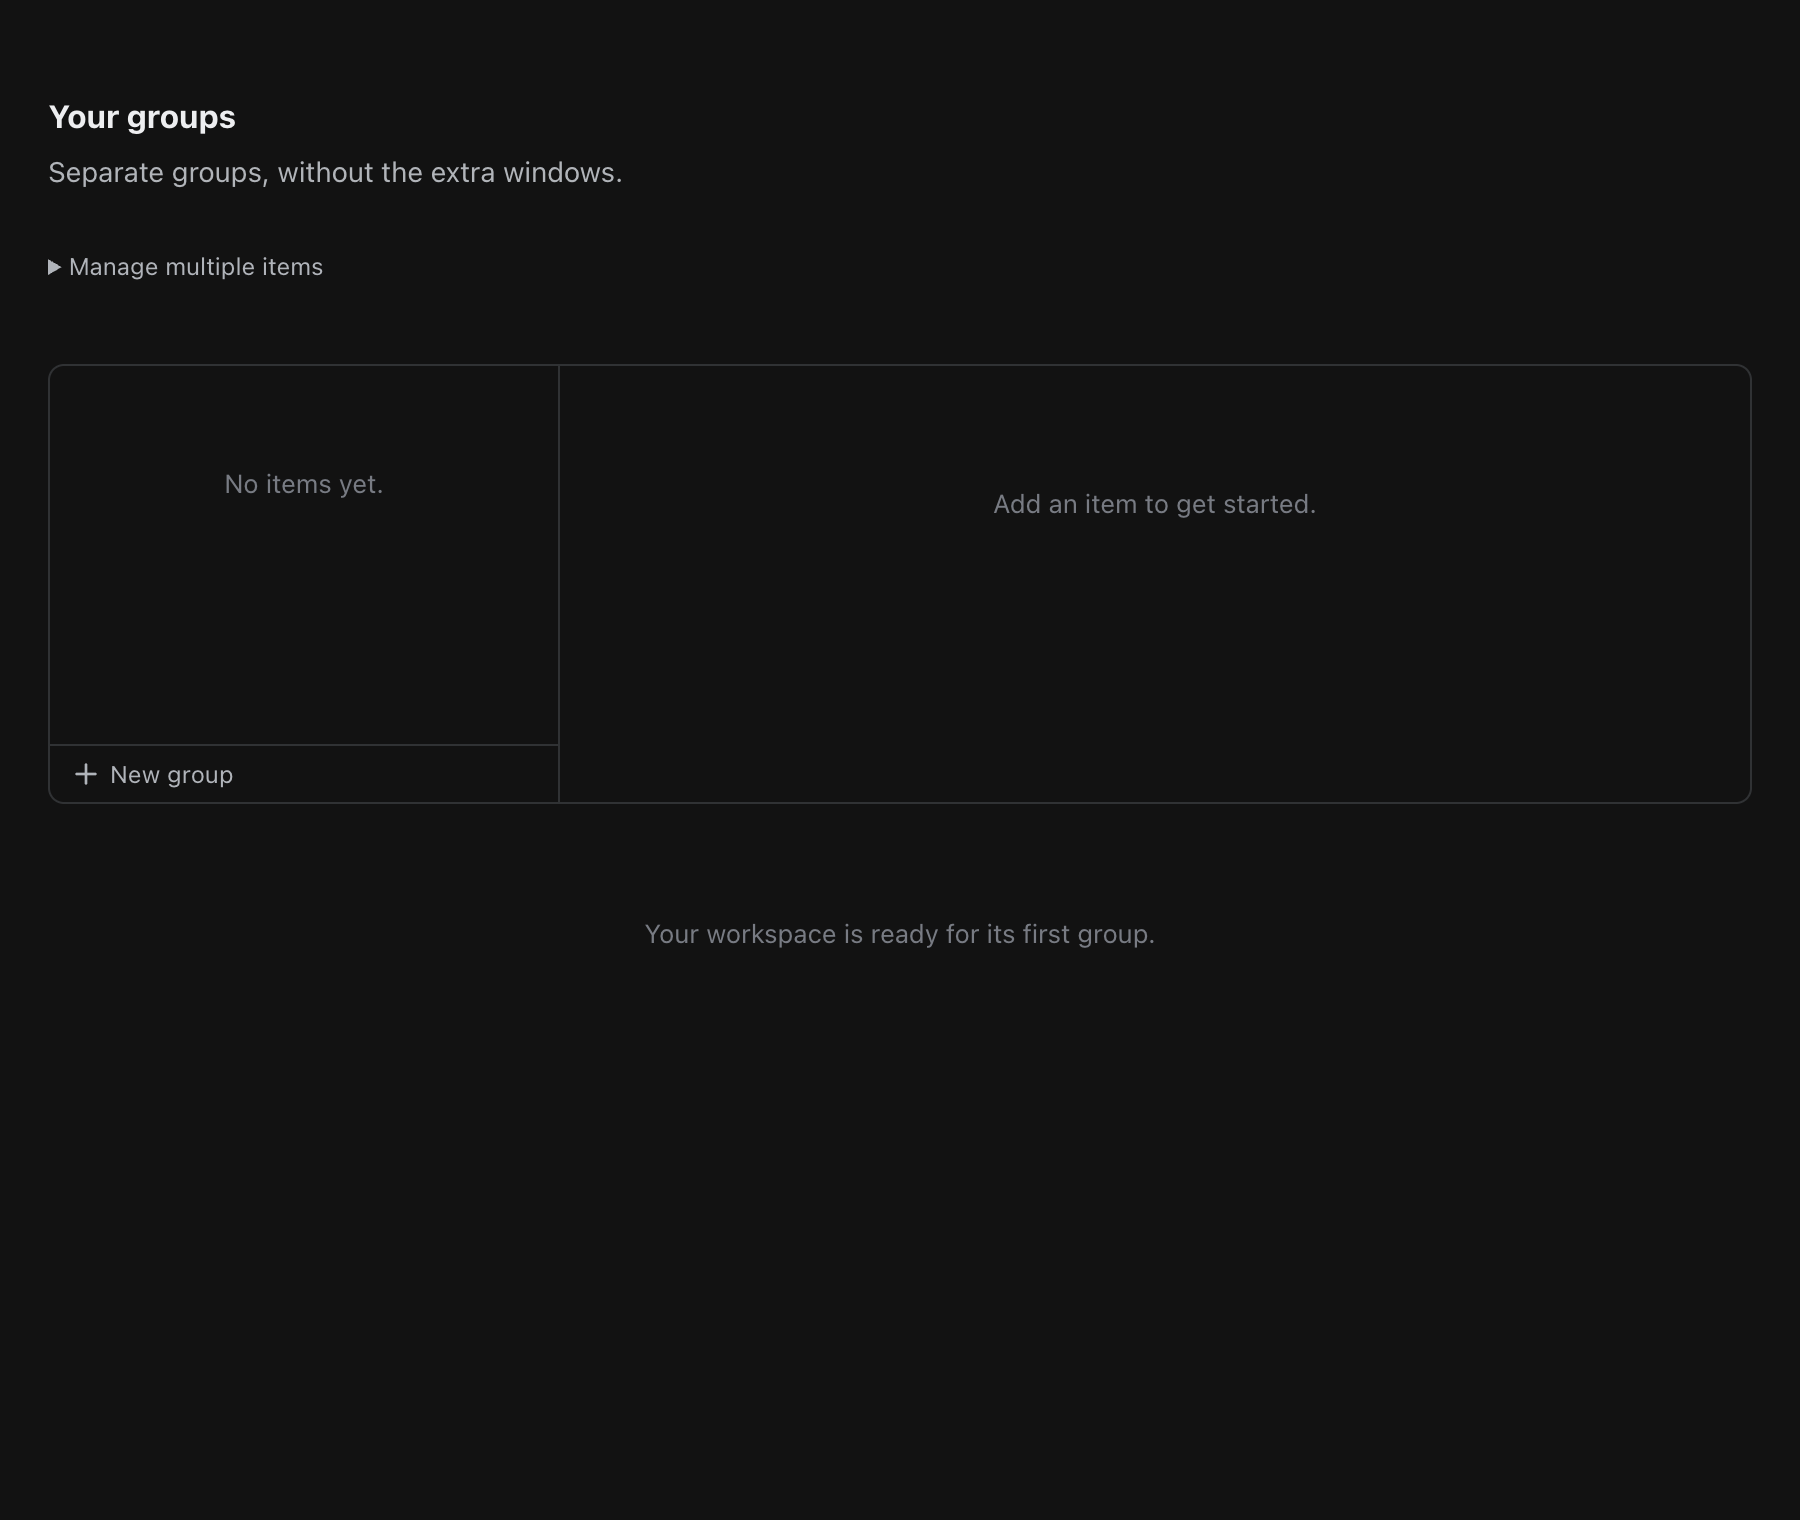 Your groups
Separate groups, without the extra windows.
Manage multiple items
No items yet.
Add an item to get started.
New group
Your workspace is ready for its first group.